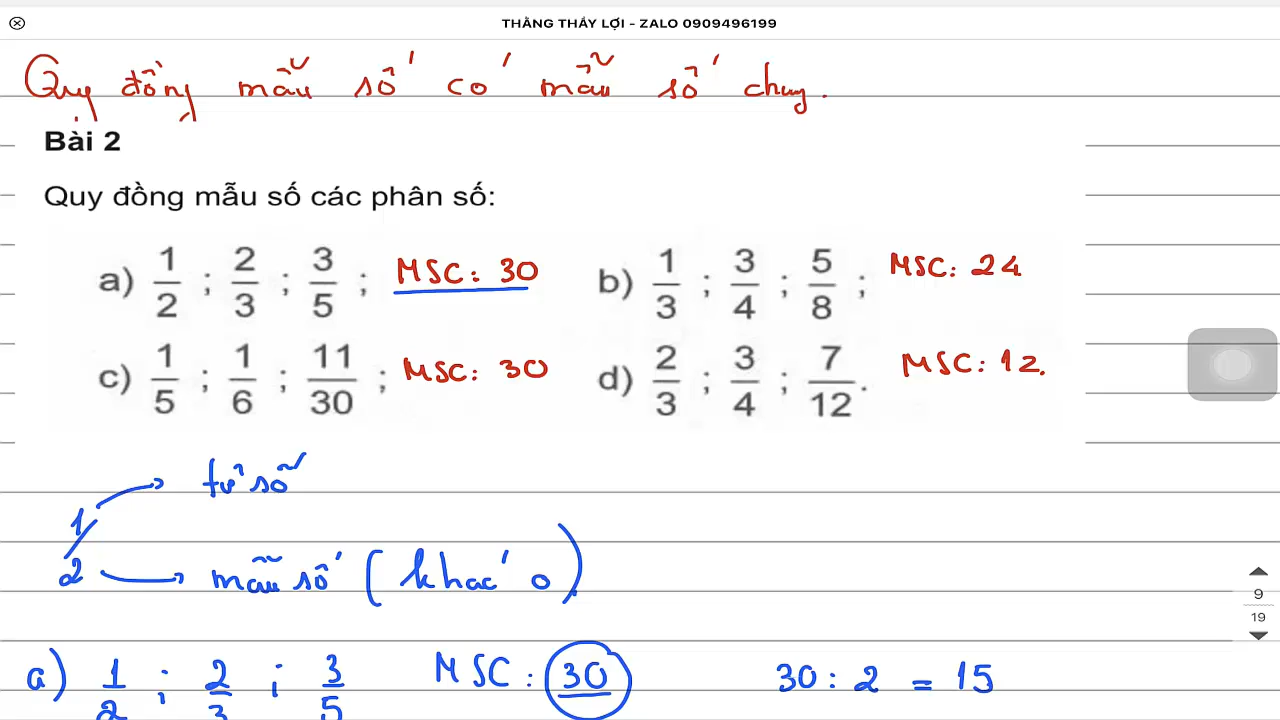 THẦNG THẦY LỢI - ZALO 0909496199
Quy đồng mẫu số có mẫu số chung.
Bài 2
Quy đồng mẫu số các phân số:
a) 1/2 ; 2/3 ; 3/5 ; MSC: 30 b) 1/3 ; 3/4 ; 5/8 ; MSC: 24
c) 1/5 ; 1/6 ; 11/30 ; MSC: 30 d) 2/3 ; 3/4 ; 7/12. MSC: 12.
tử số
1/2
mẫu số (khác 0)
9
19
a) 1/2 ; 2/3 ; 3/5 MSC: 30 30 : 2 = 15